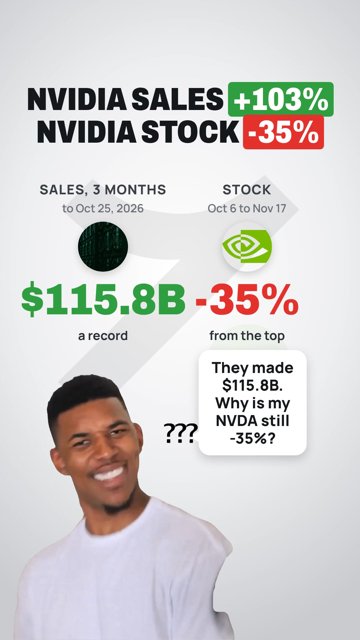 NVIDIA SALES +103%
NVIDIA STOCK -35%
SALES, 3 MONTHS
to Oct 25, 2026
$115.8B
a record
STOCK
Oct 6 to Nov 17
-35%
from the top
They made
$115.8B.
Why is my
NVDA still
-35%?
???